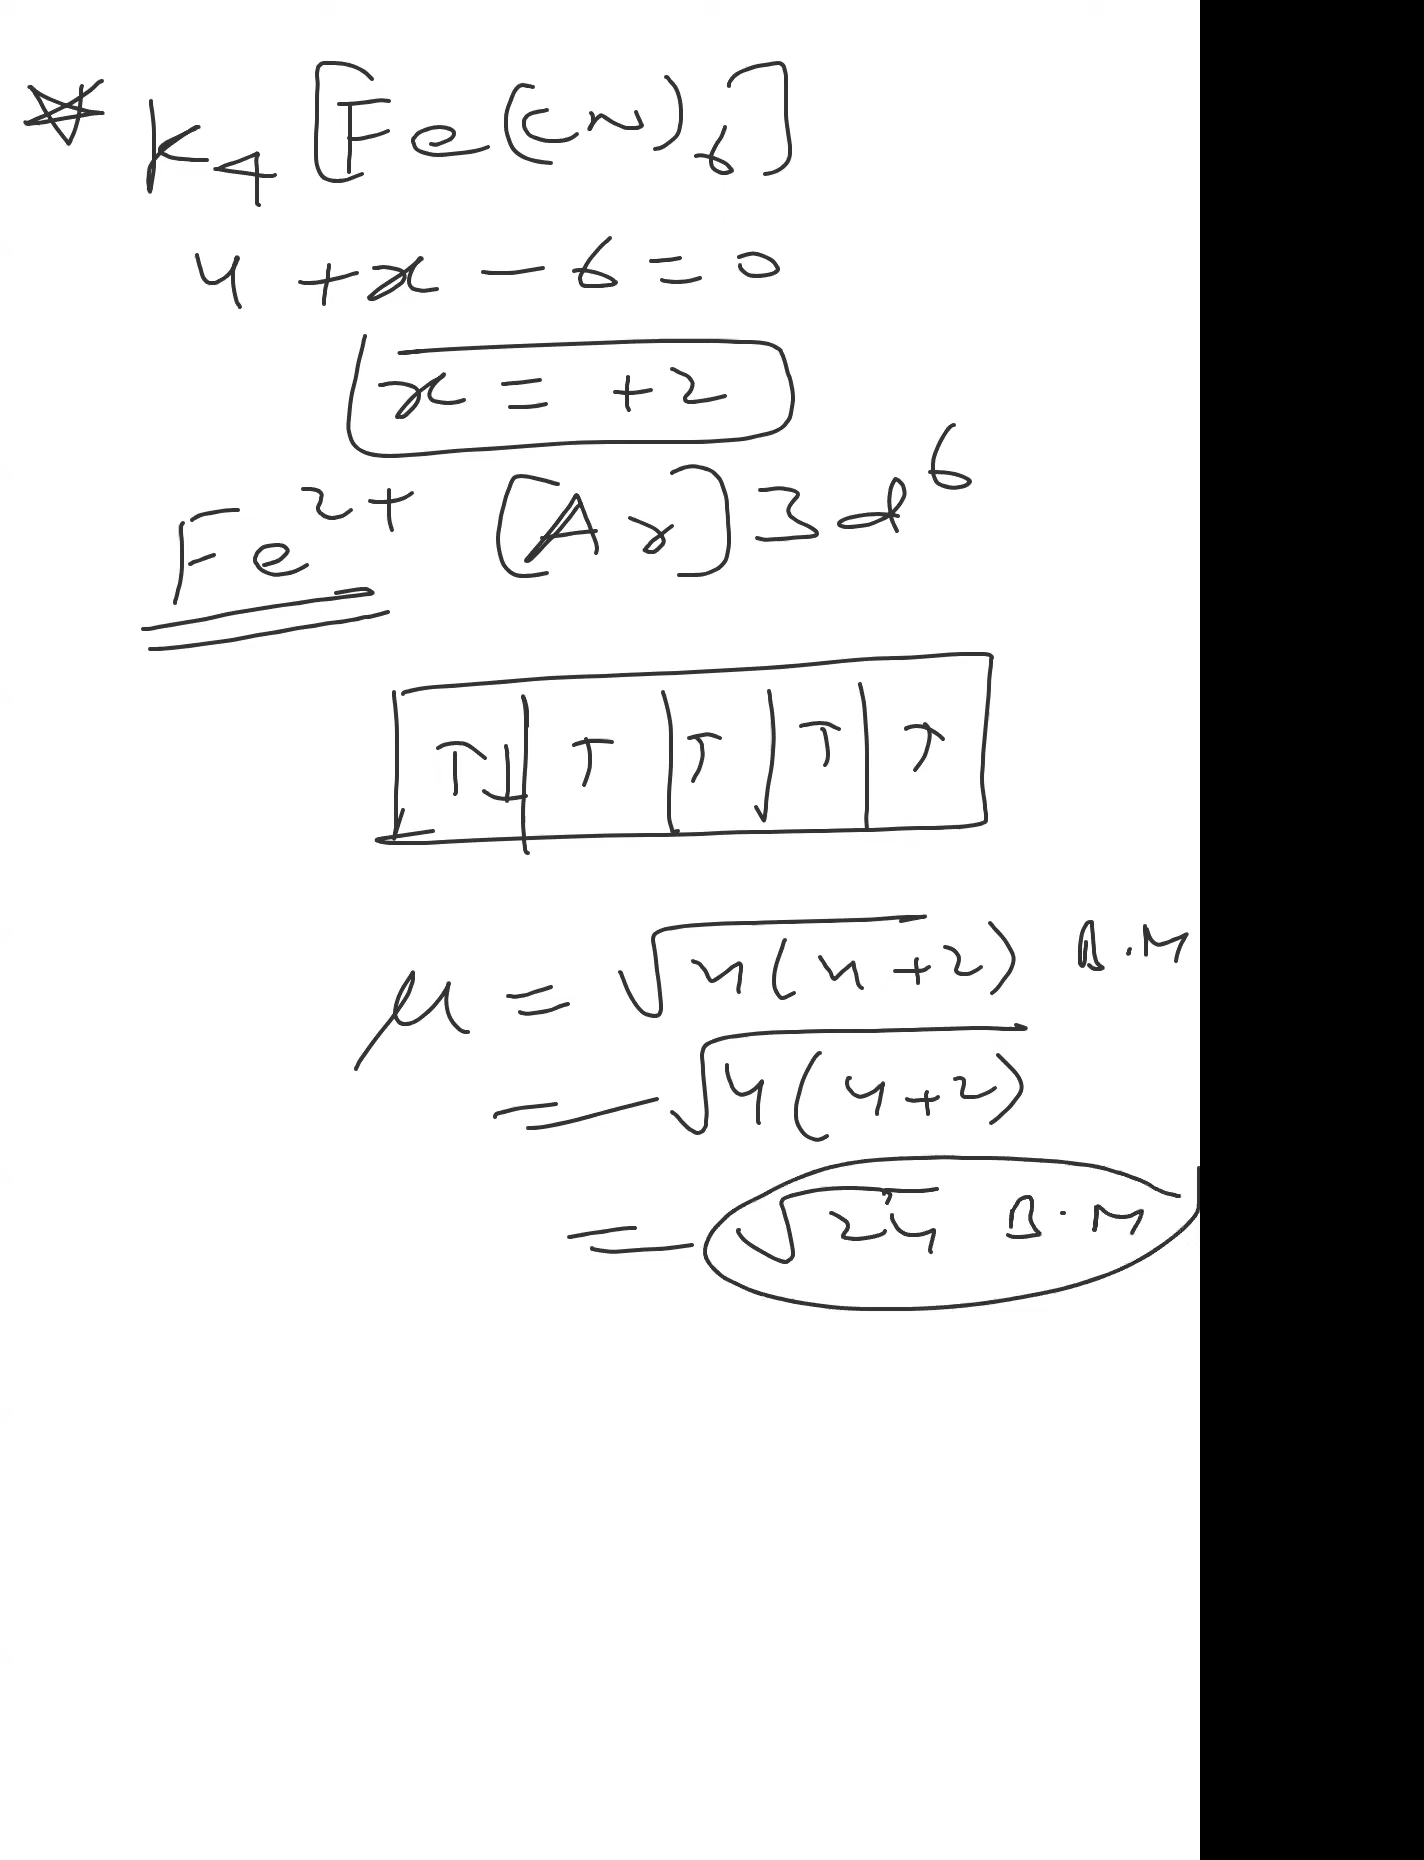 K₄[Fe(CN)₆]
4 + x - 6 = 0
x = +2
Fe²⁺ [Ar]3d⁶
↑↓ ↑ ↑ ↑ ↑
μ = √n(n+2) B.M
= √4(4+2)
= √24 B.M